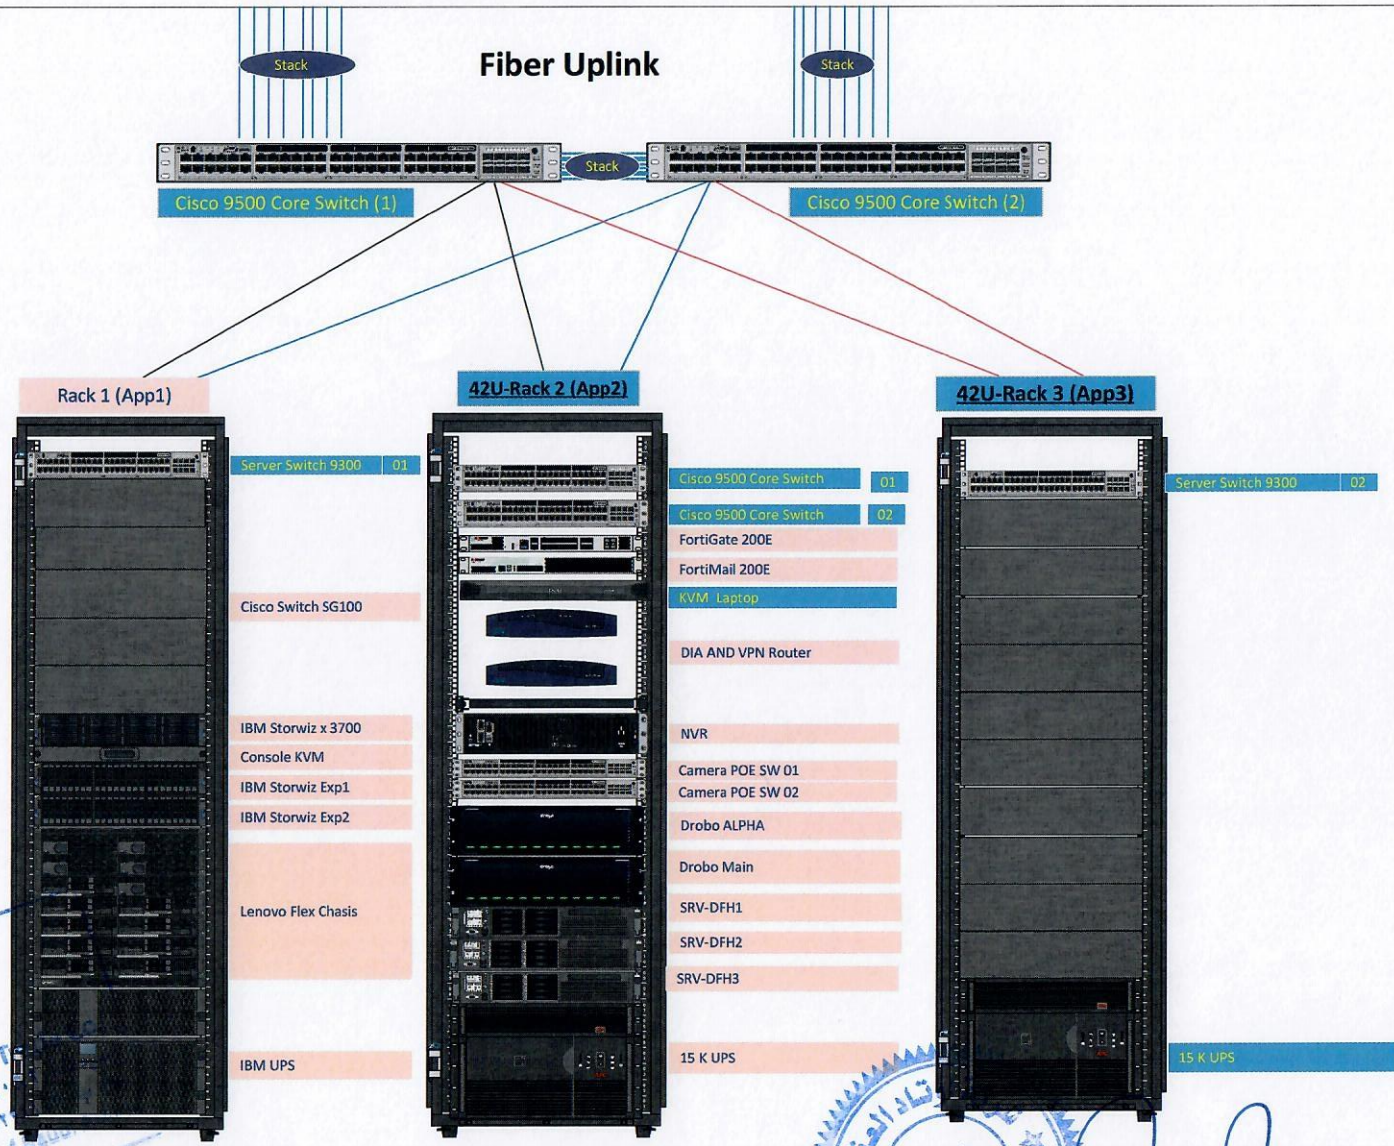 Stack
Fiber Uplink
Stack
Stack
Cisco 9500 Core Switch (1)
Cisco 9500 Core Switch (2)
Rack 1 (App1)
42U-Rack 2 (App2)
42U-Rack 3 (App3)
Server Switch 9300 01
Cisco Switch SG100
IBM Storwiz x 3700
Console KVM
IBM Storwiz Exp1
IBM Storwiz Exp2
Lenovo Flex Chasis
IBM UPS
Cisco 9500 Core Switch 01
Cisco 9500 Core Switch 02
FortiGate 200E
FortiMail 200E
KVM Laptop
DIA AND VPN Router
NVR
Camera POE SW 01
Camera POE SW 02
Drobo ALPHA
Drobo Main
SRV-DFH1
SRV-DFH2
SRV-DFH3
15 K UPS
Server Switch 9300 02
15 K UPS